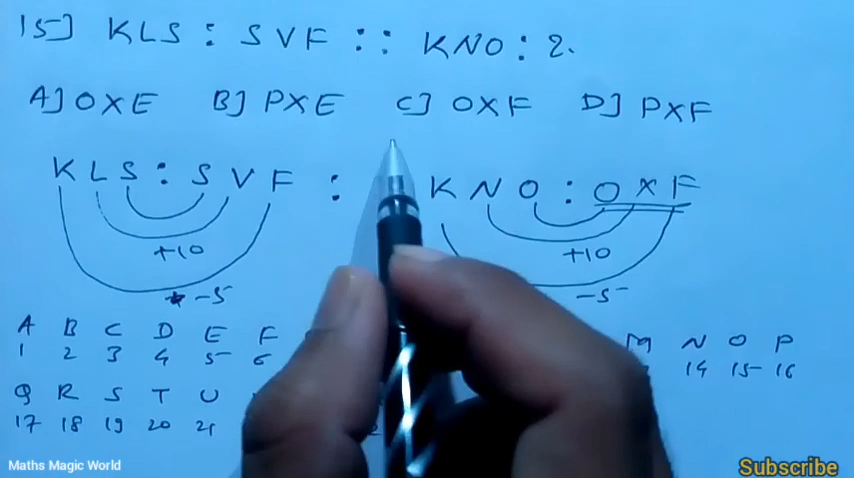 15] KLS : SVF :: KNO : ?.
A] OXE B] PXE C] OXF D] PXF
KLS : SVF : KNO : OXF
+10 +10
-5 -5
A B C D E F M N O P
1 2 3 4 5 6 14 15 16
Q R S T U
17 18 19 20 21 2
Maths Magic World Subscribe